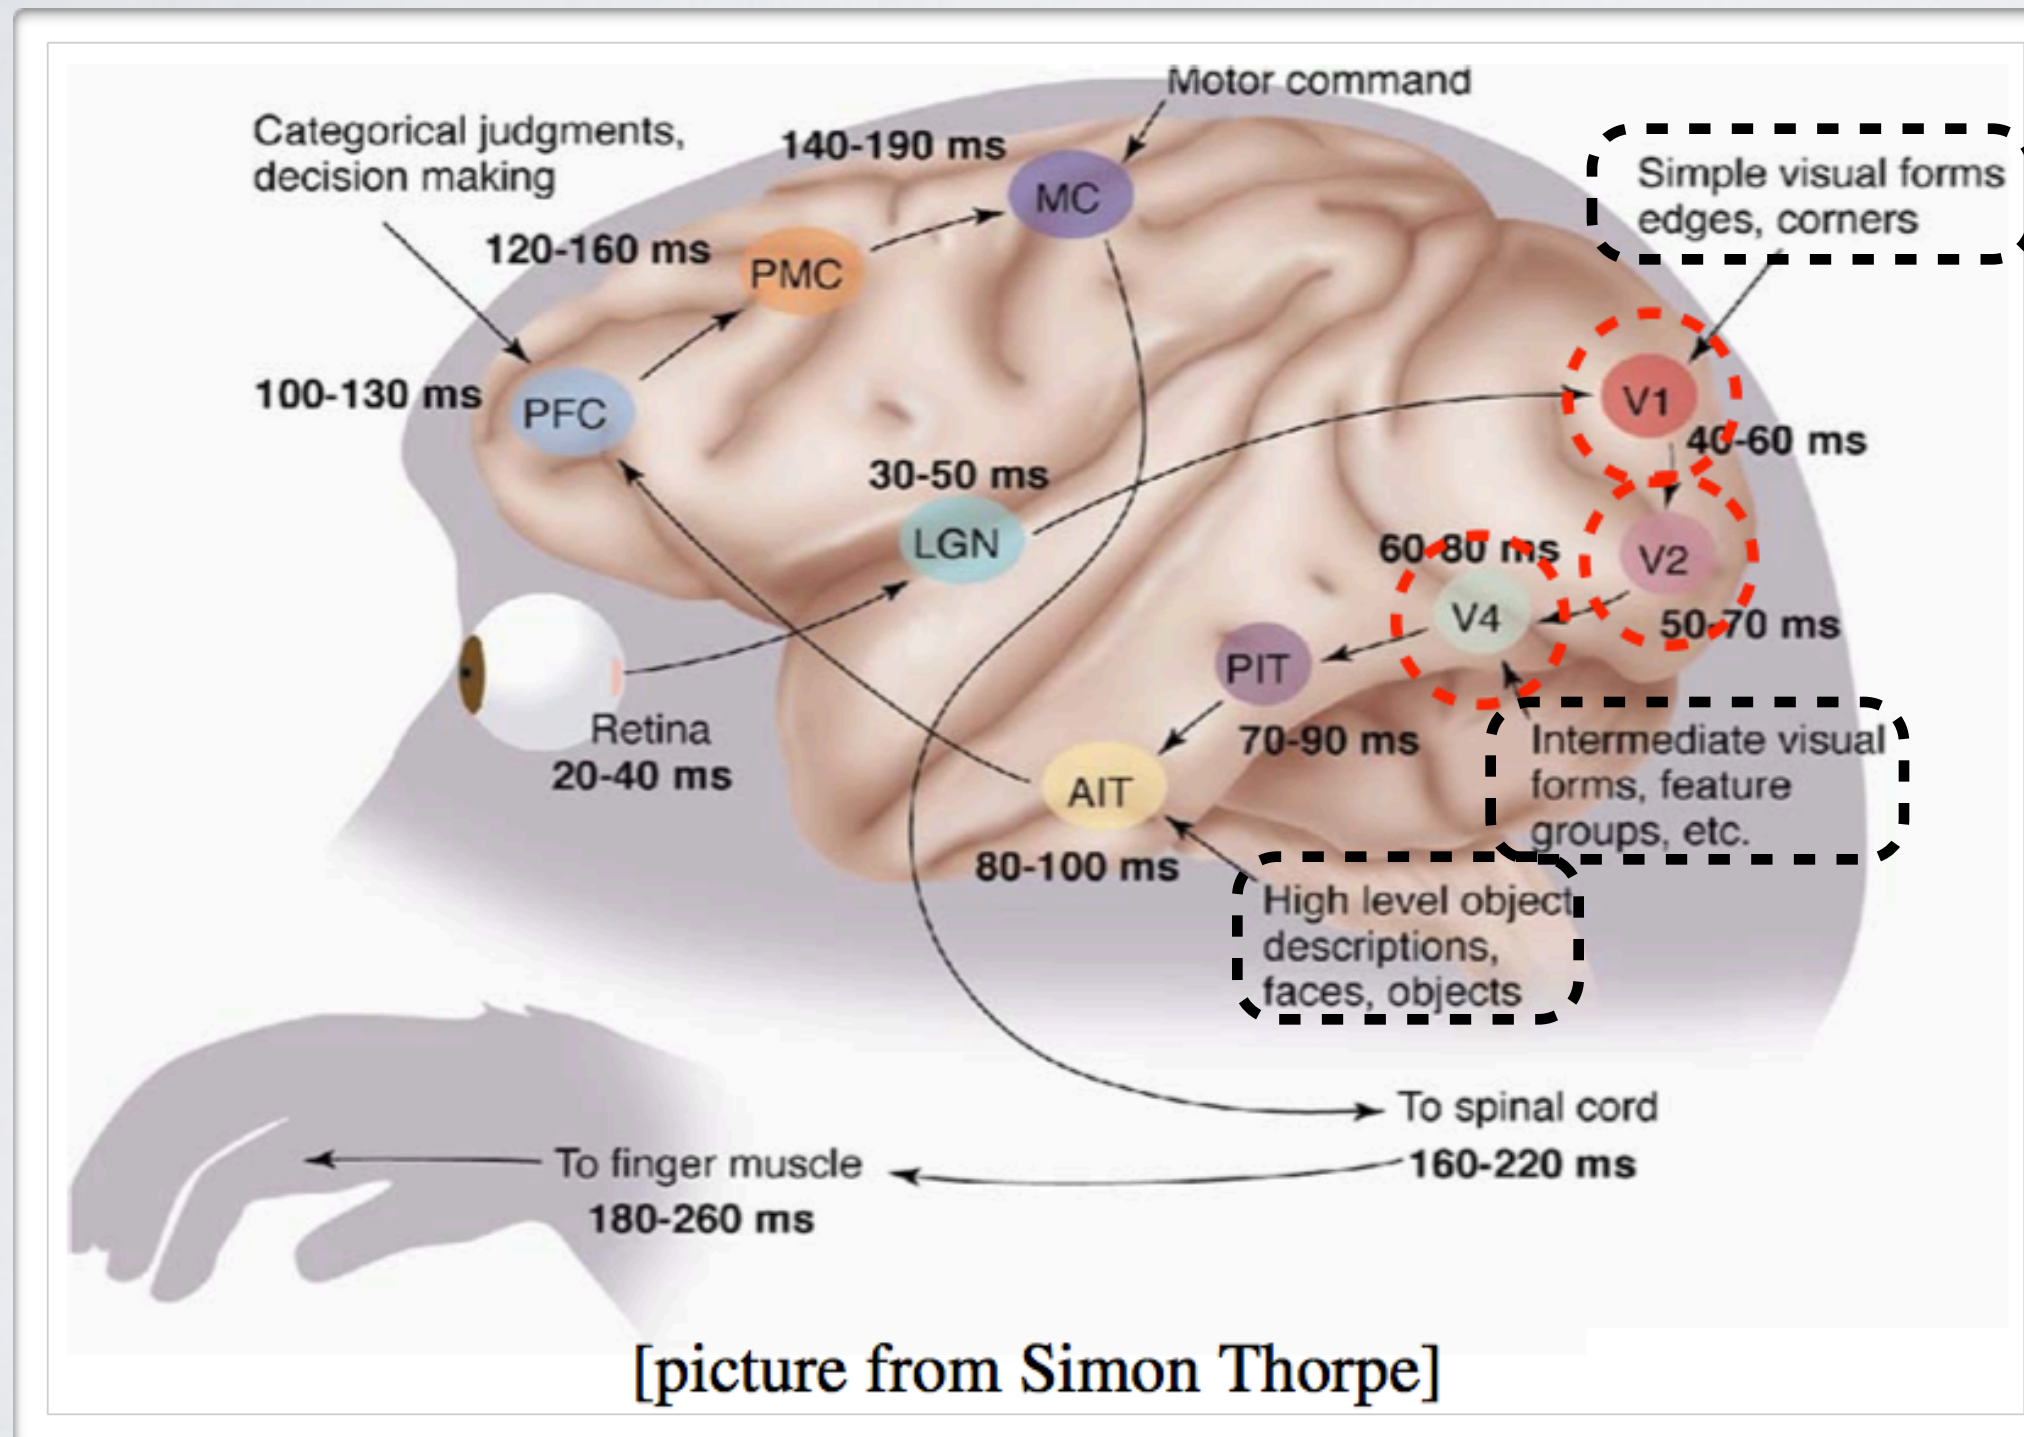 Motor command
Categorical judgments,
decision making
140-190 ms
MC
Simple visual forms
edges, corners
120-160 ms
PMC
100-130 ms
PFC
V1
40-60 ms
30-50 ms
LGN
60-80 ms
V2
V4
50-70 ms
PIT
70-90 ms
Retina
20-40 ms
Intermediate visual
forms, feature
groups, etc.
AIT
80-100 ms
High level object
descriptions,
faces, objects
To spinal cord
160-220 ms
To finger muscle
180-260 ms
[picture from Simon Thorpe]